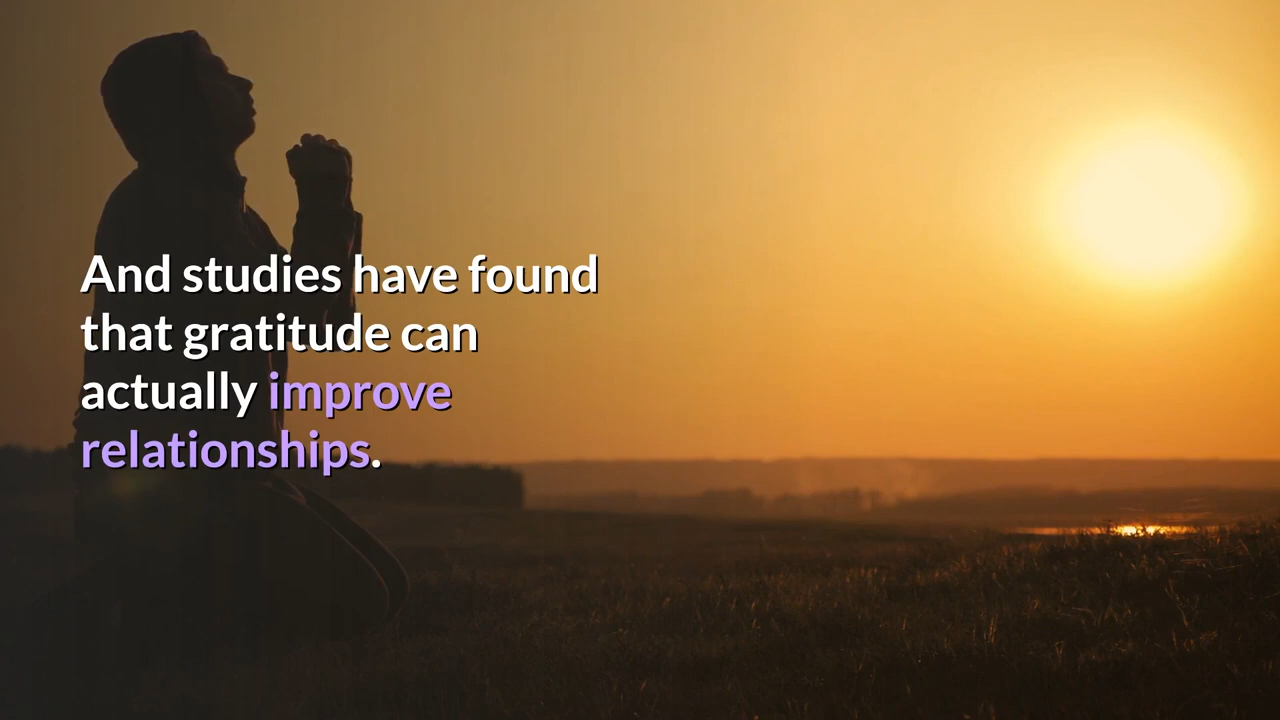 And studies have found
that gratitude can
actually improve
relationships.